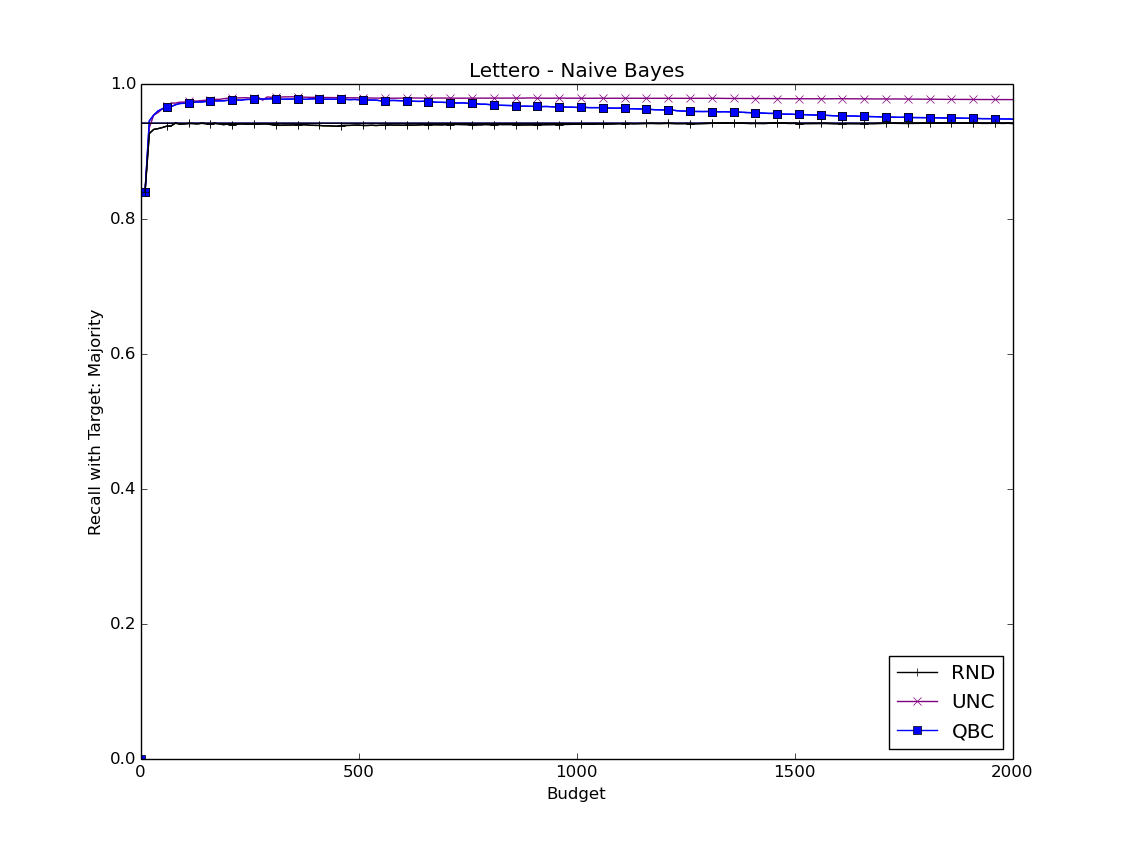 Lettero - Naive Bayes
1.0
0.8
0.6
0.4
0.2
0.0
Recall with Target: Majority
0
500
1000
1500
2000
Budget
RND
UNC
QBC